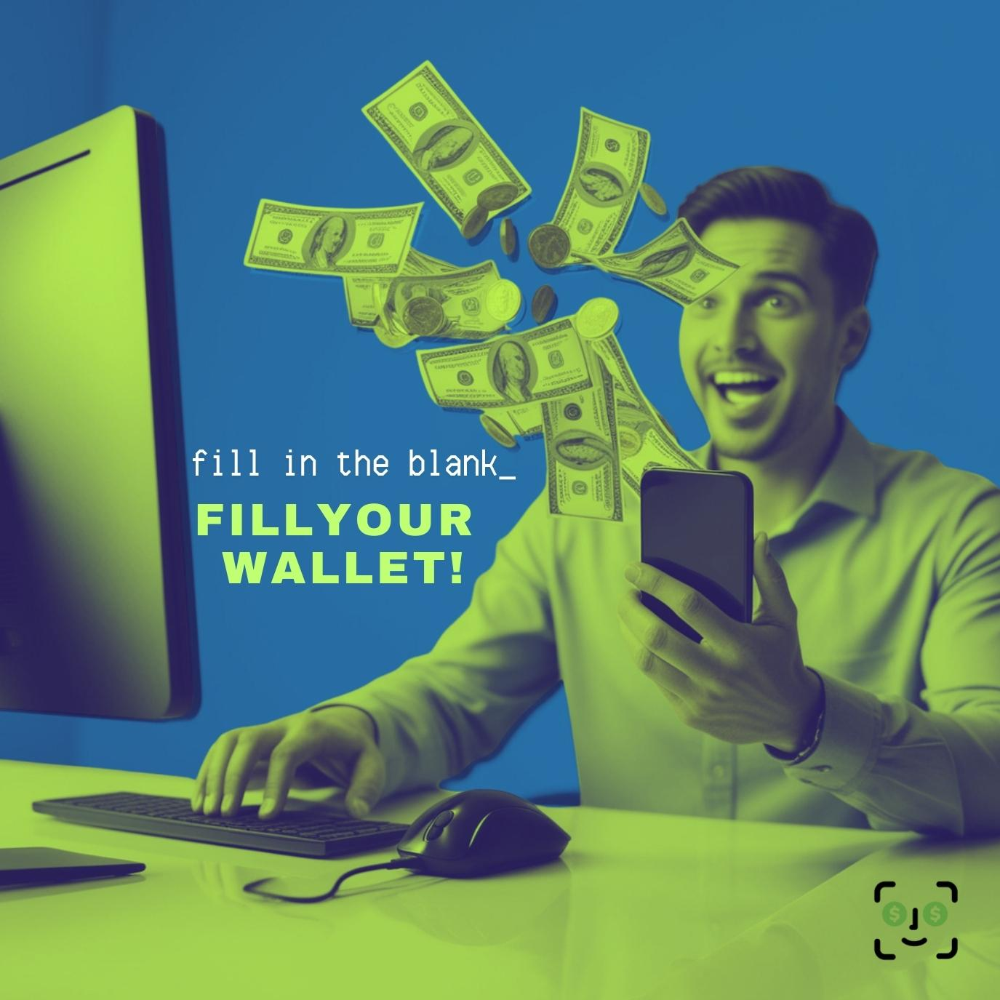 fill in the blank_
FILLYOUR
WALLET!
$ $